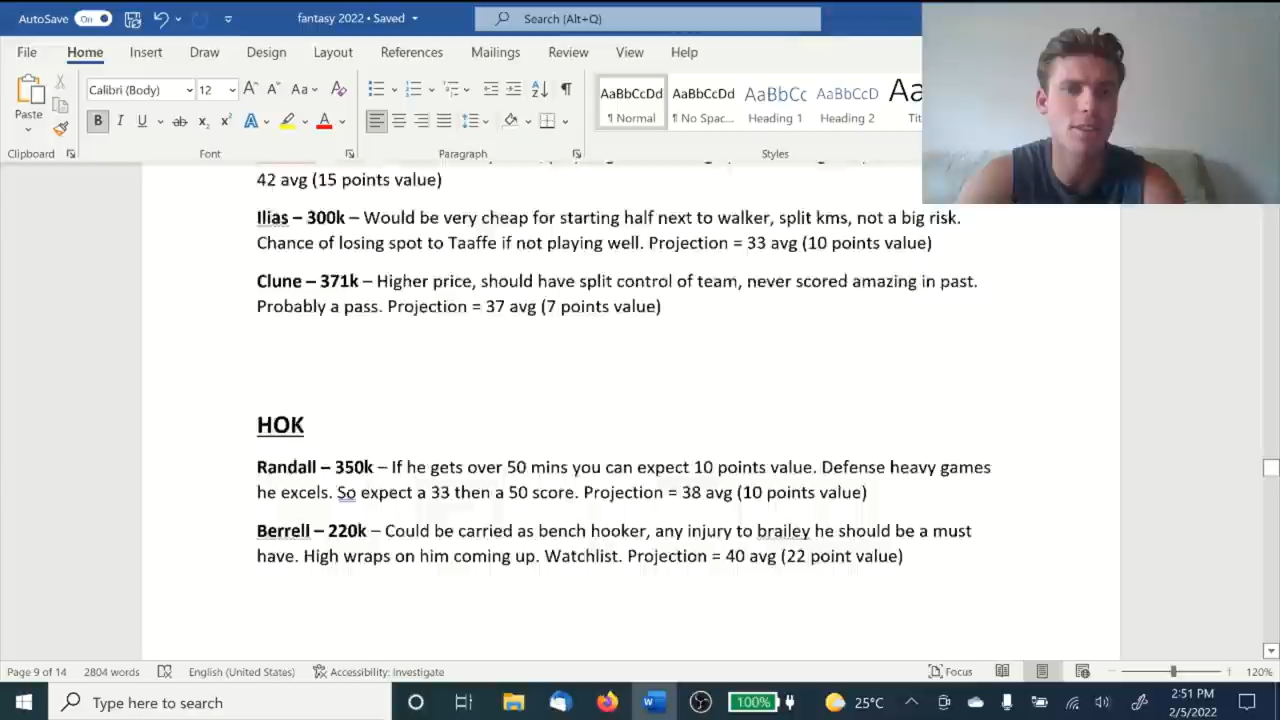 AutoSave On fantasy 2022 • Saved Search (Alt+Q)
File Home Insert Draw Design Layout References Mailings Review View Help
Paste Calibri (Body) 12 Aa AaBbCcDd AaBbCcDd AaBbCc AaBbCcD Aa
¶ Normal ¶ No Spac... Heading 1 Heading 2 Tit
Clipboard Font Paragraph Styles
42 avg (15 points value)
Ilias – 300k – Would be very cheap for starting half next to walker, split kms, not a big risk.
Chance of losing spot to Taaffe if not playing well. Projection = 33 avg (10 points value)
Clune – 371k – Higher price, should have split control of team, never scored amazing in past.
Probably a pass. Projection = 37 avg (7 points value)
HOK
Randall – 350k – If he gets over 50 mins you can expect 10 points value. Defense heavy games
he excels. So expect a 33 then a 50 score. Projection = 38 avg (10 points value)
Berrell – 220k – Could be carried as bench hooker, any injury to brailey he should be a must
have. High wraps on him coming up. Watchlist. Projection = 40 avg (22 point value)
Page 9 of 14 2804 words English (United States) Accessibility: Investigate Focus 120%
Type here to search 100% 25°C 2:51 PM
2/5/2022